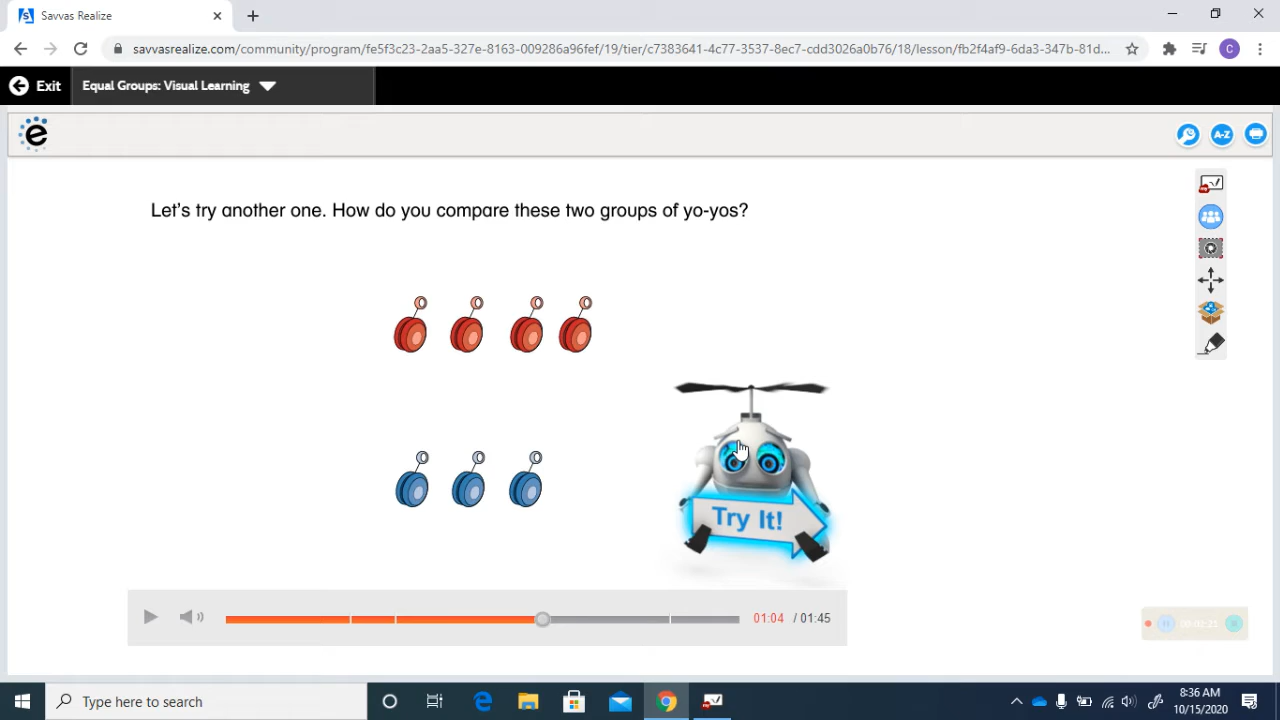 Savvas Realize
savvasrealize.com/community/program/fe5f3c23-2aa5-327e-8163-009286a96fef/19/tier/c7383641-4c77-3537-8ec7-cdd3026a0b76/18/lesson/fb2f4af9-6da3-347b-81d...
C
Exit
Equal Groups: Visual Learning
e
A-Z
Let's try another one. How do you compare these two groups of yo-yos?
Try It!
01:04 / 01:45
Type here to search
8:36 AM
10/15/2020